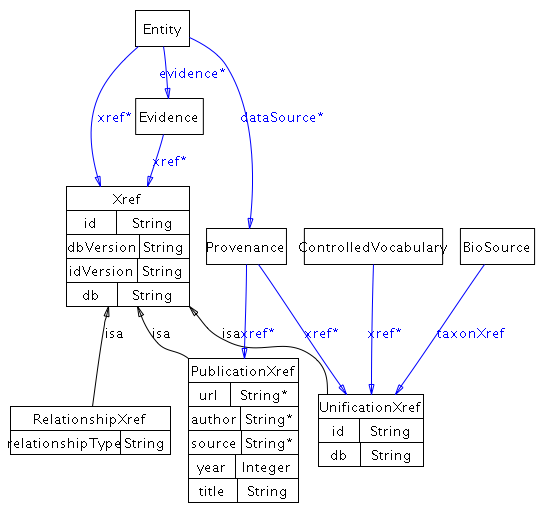 Entity
evidence*
xref*
Evidence
dataSource*
xref*
Xref
id String
dbVersion String
idVersion String
db String
Provenance
ControlledVocabulary
BioSource
isa
isa
isa
xref*
xref*
xref*
taxonXref
PublicationXref
url String*
author String*
source String*
year Integer
title String
UnificationXref
id String
db String
RelationshipXref
relationshipType String